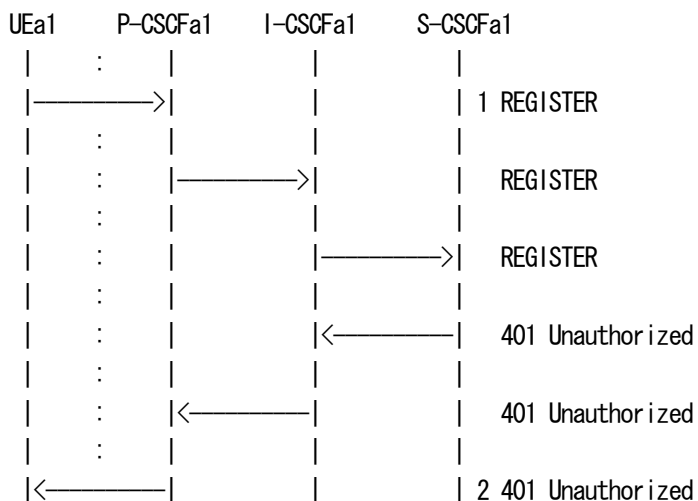 UEa1 P-CSCFa1 I-CSCFa1 S-CSCFa1
1 REGISTER
REGISTER
REGISTER
401 Unauthorized
401 Unauthorized
2 401 Unauthorized